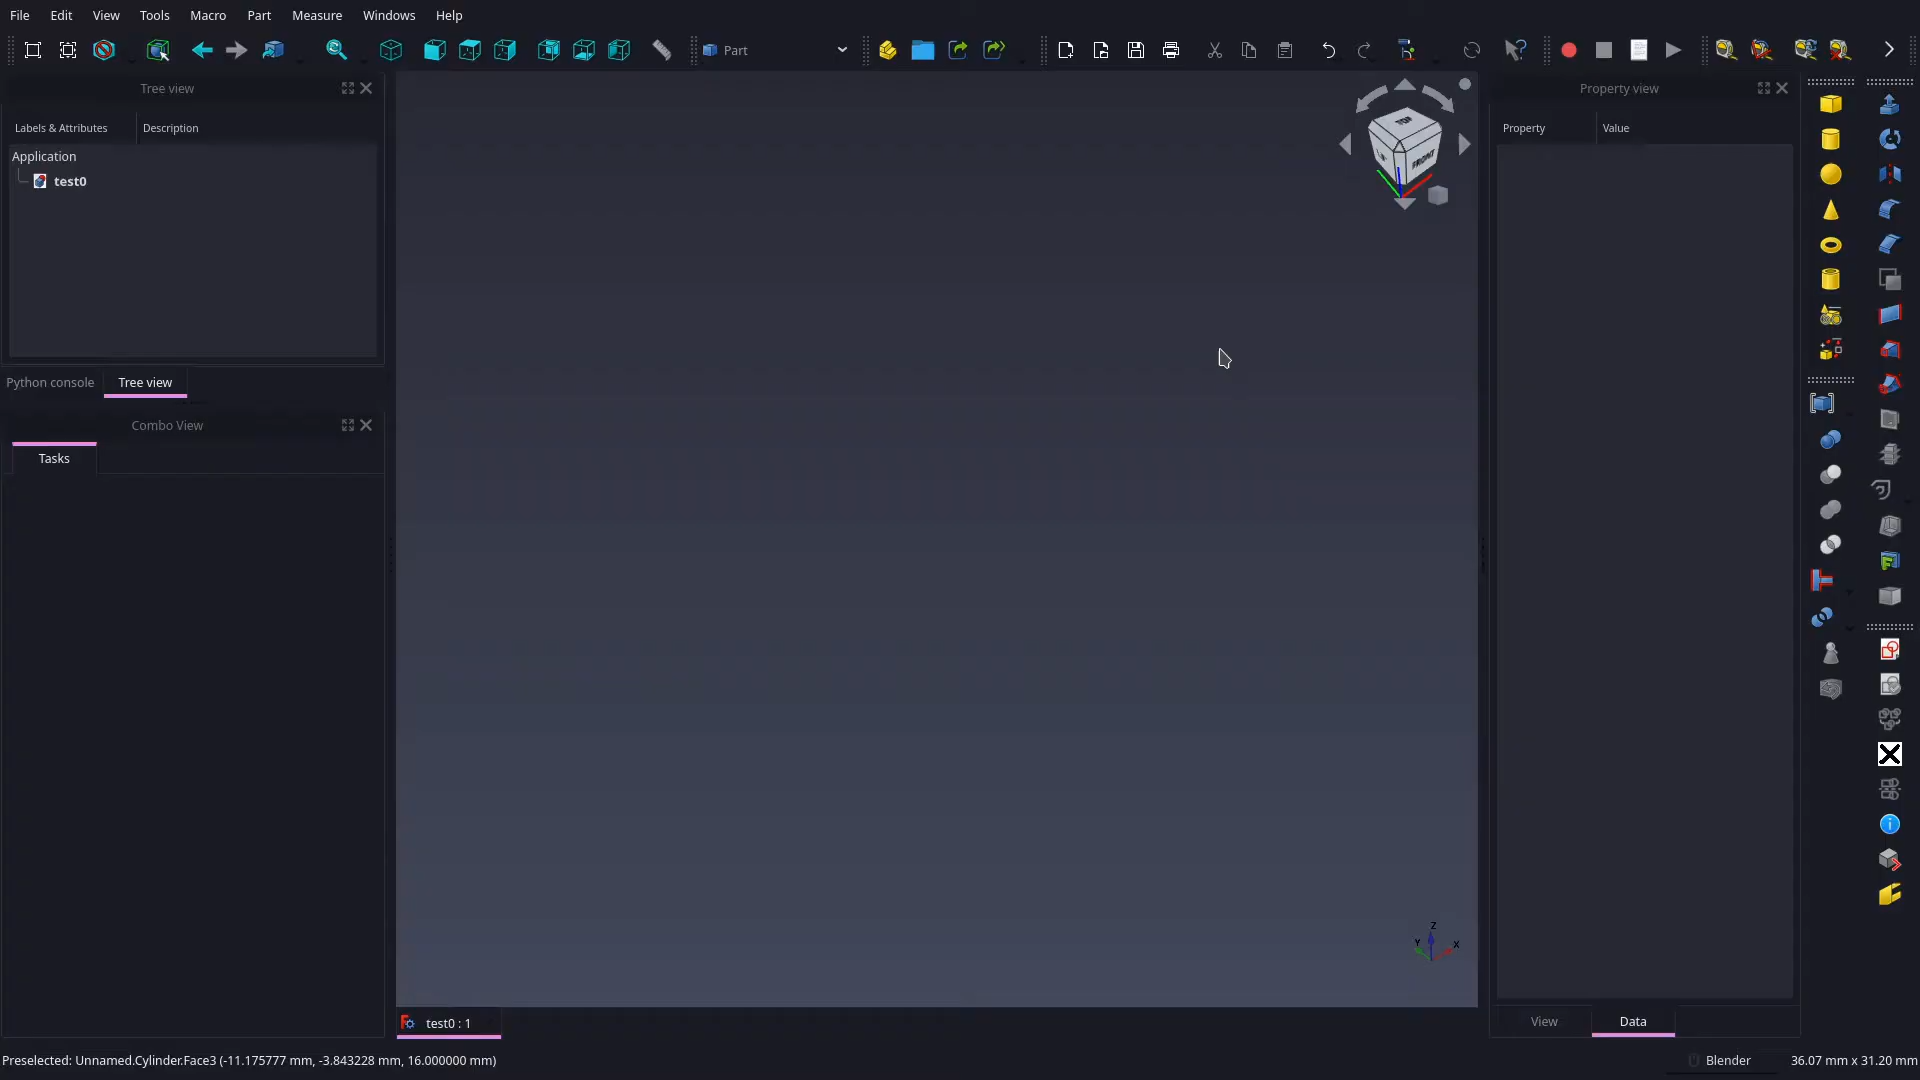 File Edit View Tools Macro Part Measure Windows Help
Part
Tree view
Labels & Attributes Description
Application
test0
Python console Tree view
Combo View
Tasks
TOP
FRONT
Z
Y X
test0 : 1
Property view
Property Value
View Data
Preselected: Unnamed.Cylinder.Face3 (-11.175777 mm, -3.843228 mm, 16.000000 mm)
Blender 36.07 mm x 31.20 mm